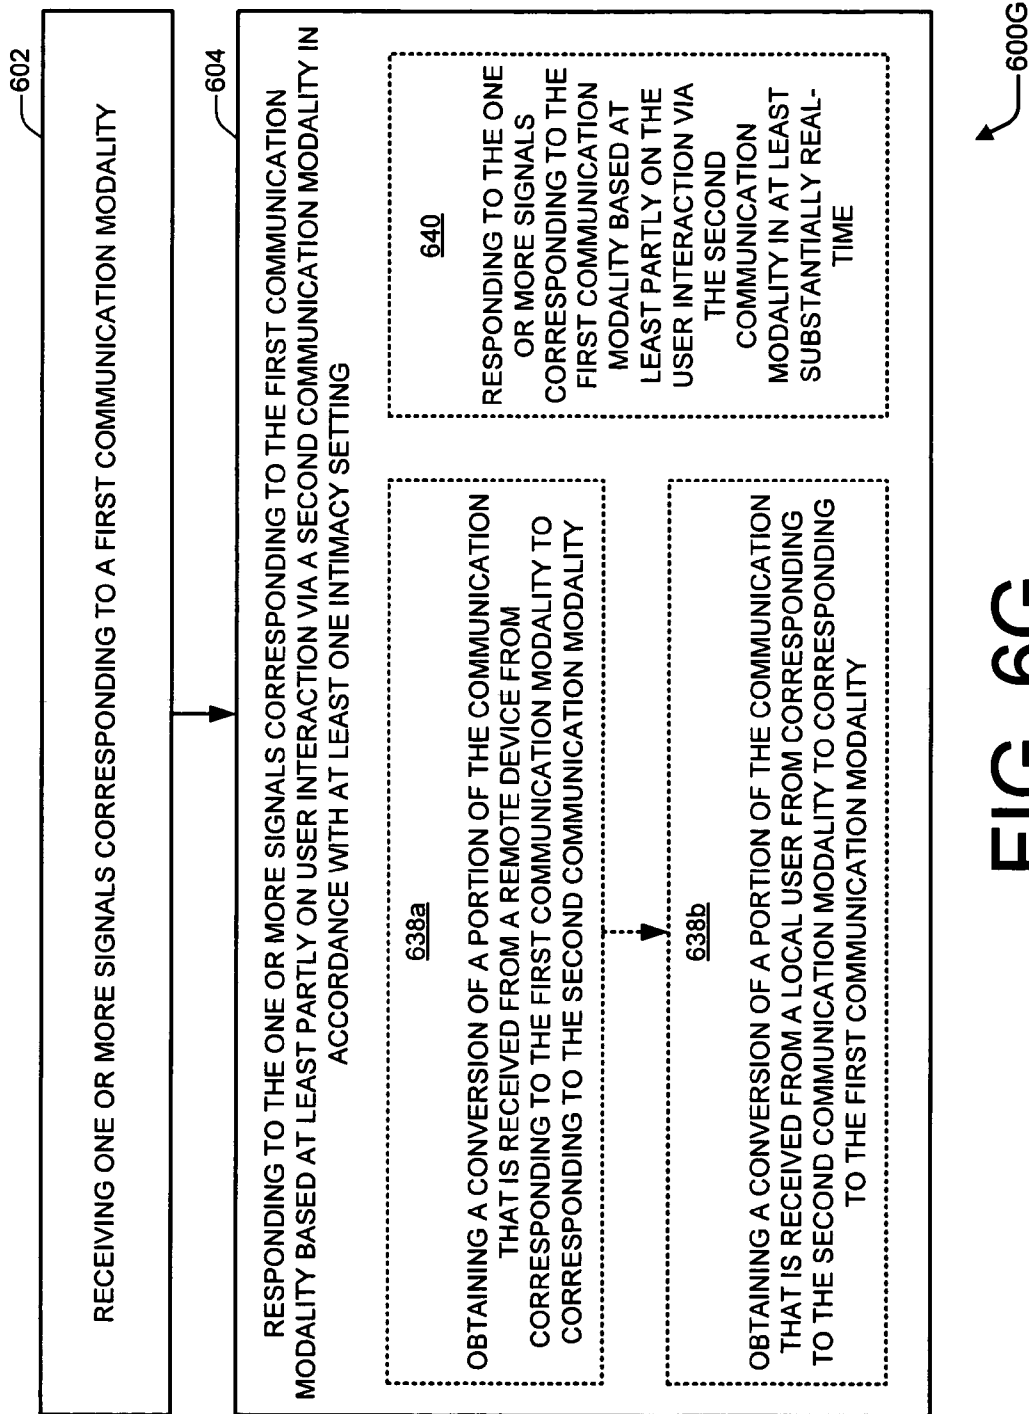 602
RECEIVING ONE OR MORE SIGNALS CORRESPONDING TO A FIRST COMMUNICATION MODALITY
604
RESPONDING TO THE ONE OR MORE SIGNALS CORRESPONDING TO THE FIRST COMMUNICATION
MODALITY BASED AT LEAST PARTLY ON USER INTERACTION VIA A SECOND COMMUNICATION MODALITY IN
ACCORDANCE WITH AT LEAST ONE INTIMACY SETTING
638a
OBTAINING A CONVERSION OF A PORTION OF THE COMMUNICATION
THAT IS RECEIVED FROM A REMOTE DEVICE FROM
CORRESPONDING TO THE FIRST COMMUNICATION MODALITY TO
CORRESPONDING TO THE SECOND COMMUNICATION MODALITY
638b
OBTAINING A CONVERSION OF A PORTION OF THE COMMUNICATION
THAT IS RECEIVED FROM A LOCAL USER FROM CORRESPONDING
TO THE SECOND COMMUNICATION MODALITY TO CORRESPONDING
TO THE FIRST COMMUNICATION MODALITY
640
RESPONDING TO THE ONE
OR MORE SIGNALS
CORRESPONDING TO THE
FIRST COMMUNICATION
MODALITY BASED AT
LEAST PARTLY ON THE
USER INTERACTION VIA
THE SECOND
COMMUNICATION
MODALITY IN AT LEAST
SUBSTANTIALLY REAL-
TIME
600G
FIG 6G